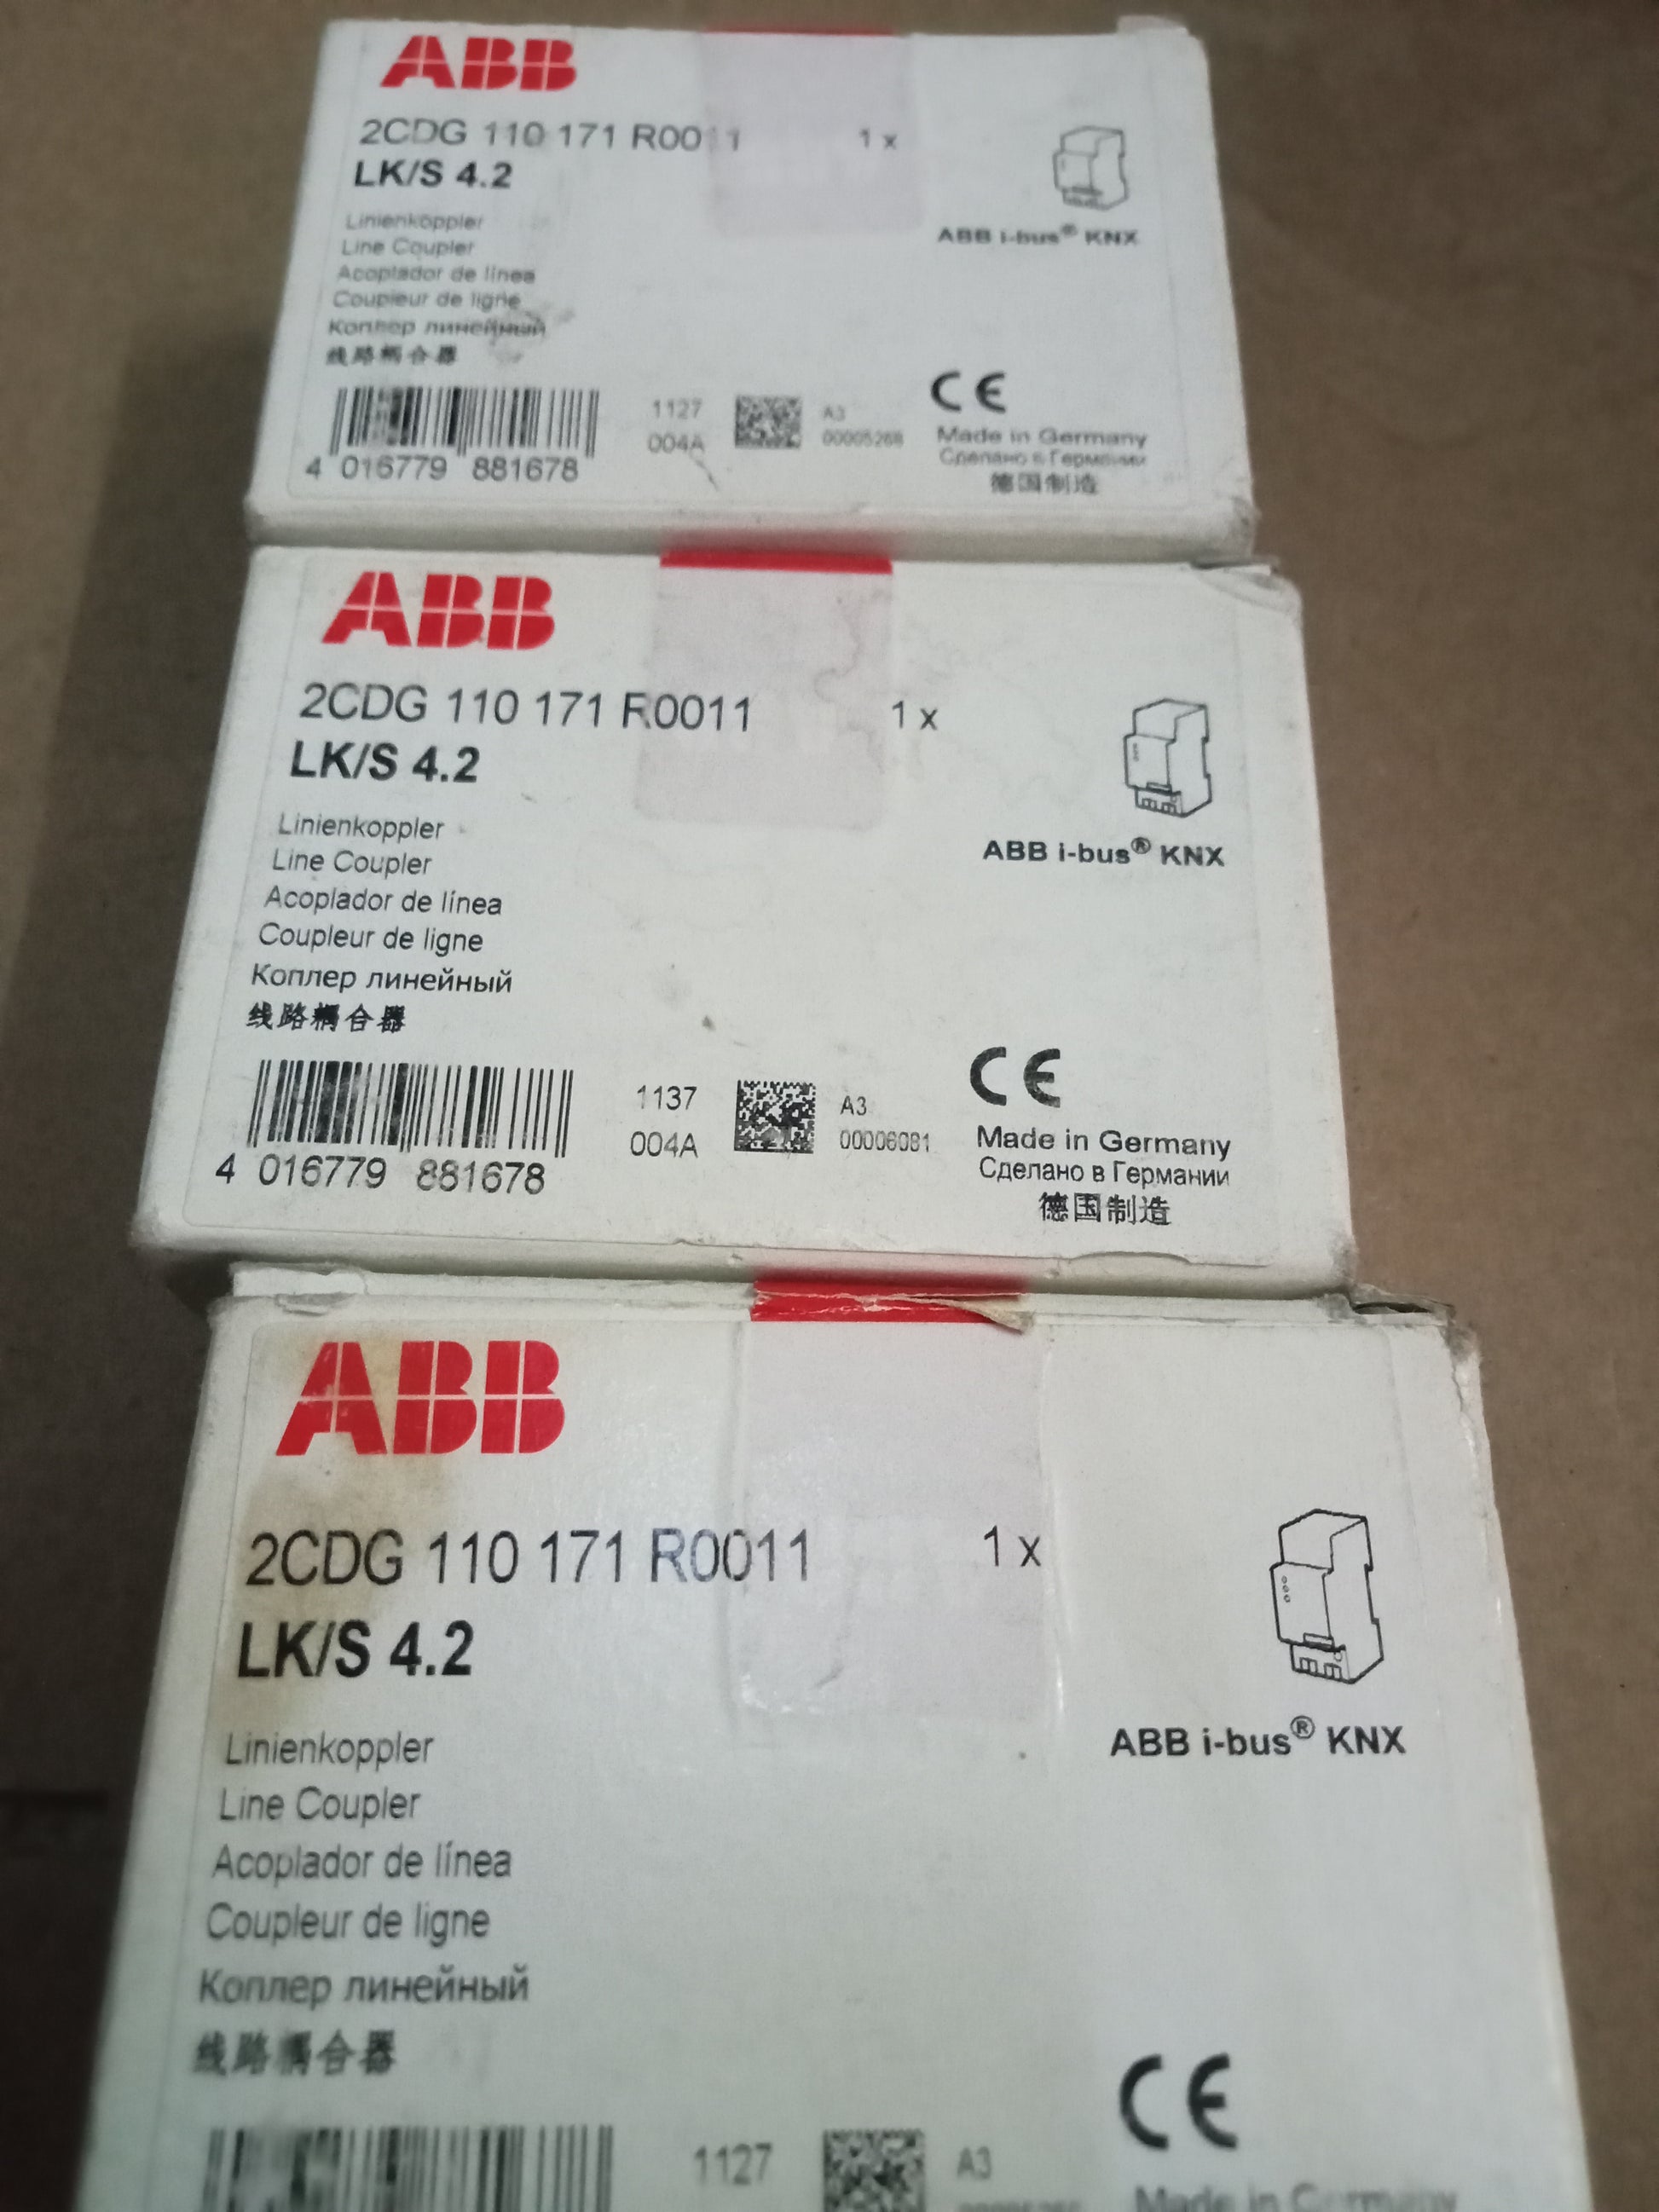 ABB
2CDG 110 171 R0011
1 x
LK/S 4.2
Linienkoppler
Line Coupler
Acoplador de línea
Coupleur de ligne
Коплер линейный
线路耦合器
ABB i-bus® KNX
4 016779 881678
1127
004A
A3
00005268
CE
Made in Germany
Сделано в Германии
德国制造
ABB
2CDG 110 171 R0011
1 x
LK/S 4.2
Linienkoppler
Line Coupler
Acoplador de línea
Coupleur de ligne
Коплер линейный
线路耦合器
ABB i-bus® KNX
4 016779 881678
1137
004A
A3
00006081
CE
Made in Germany
Сделано в Германии
德国制造
ABB
2CDG 110 171 R0011
1 x
LK/S 4.2
Linienkoppler
Line Coupler
Acoplador de línea
Coupleur de ligne
Коплер линейный
线路耦合器
ABB i-bus® KNX
1127
A3
CE
Made in Germany